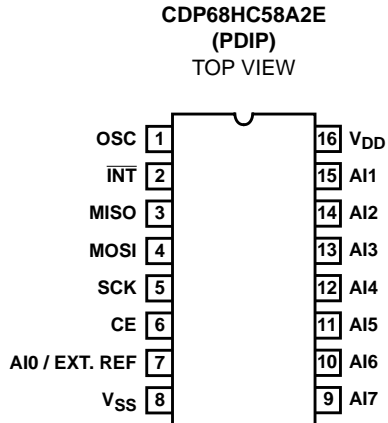 CDP68HC58A2E
(PDIP)
TOP VIEW
OSC 1 16 VDD
INT 2 15 AI1
MISO 3 14 AI2
MOSI 4 13 AI3
SCK 5 12 AI4
CE 6 11 AI5
AI0 / EXT. REF 7 10 AI6
VSS 8 9 AI7